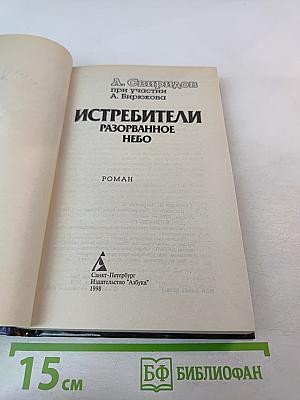 А. Свиридов
при участии
А. Бирюкова
ИСТРЕБИТЕЛИ
РАЗОРВАННОЕ
НЕБО
РОМАН
Санкт-Петербург
Издательство "Азбука"
1998
15 см
БФ БИБЛИОФАН